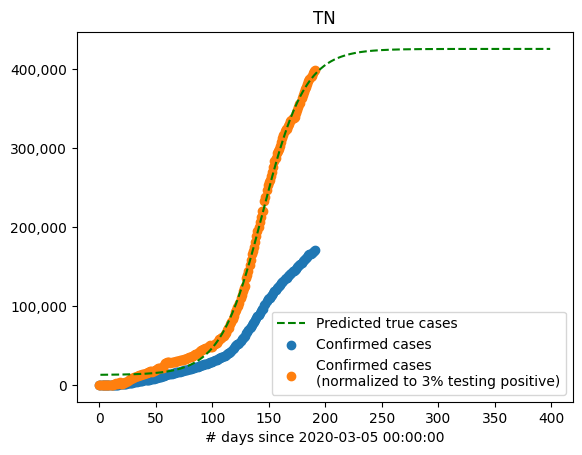 TN
400,000
300,000
200,000
100,000
0
0 50 100 150 200 250 300 350 400
# days since 2020-03-05 00:00:00
Predicted true cases
Confirmed cases
Confirmed cases
(normalized to 3% testing positive)